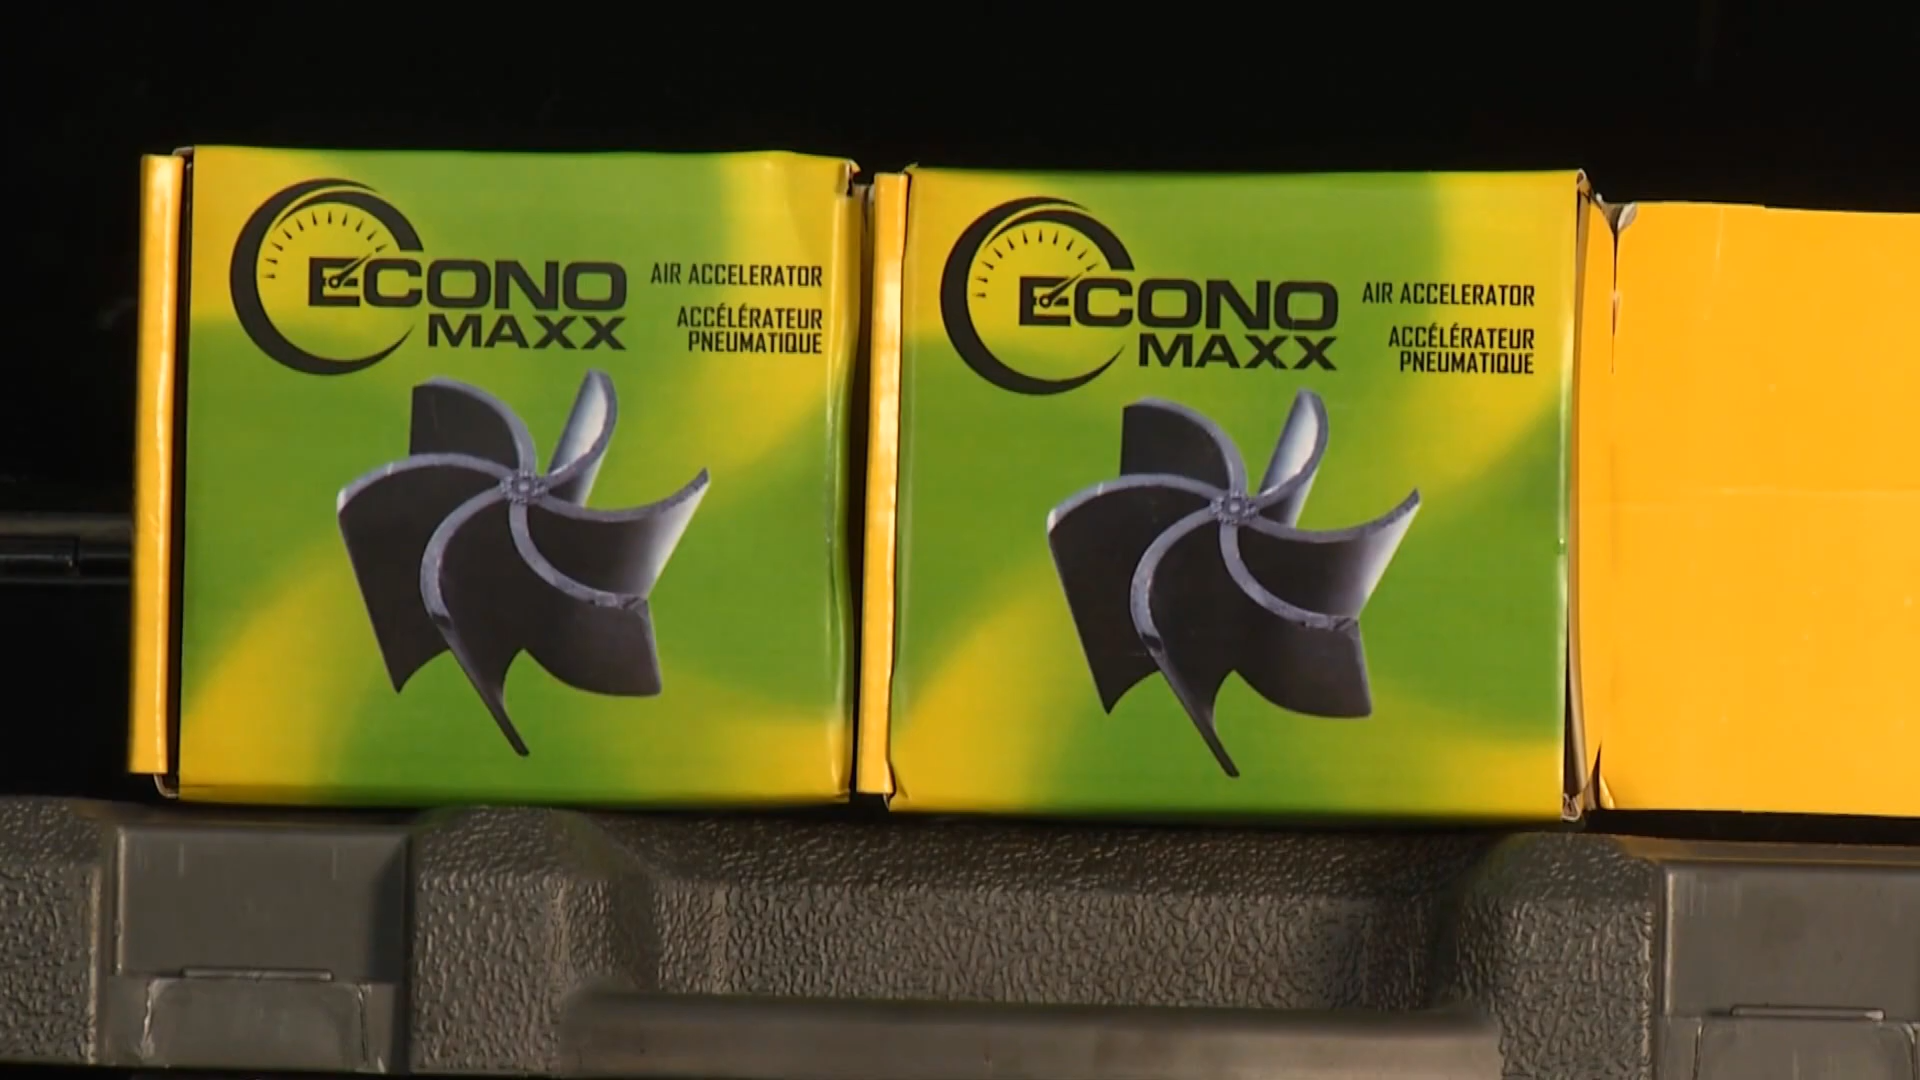 ECONO
MAXX
AIR ACCELERATOR
ACCÉLÉRATEUR
PNEUMATIQUE
ECONO
MAXX
AIR ACCELERATOR
ACCÉLÉRATEUR
PNEUMATIQUE